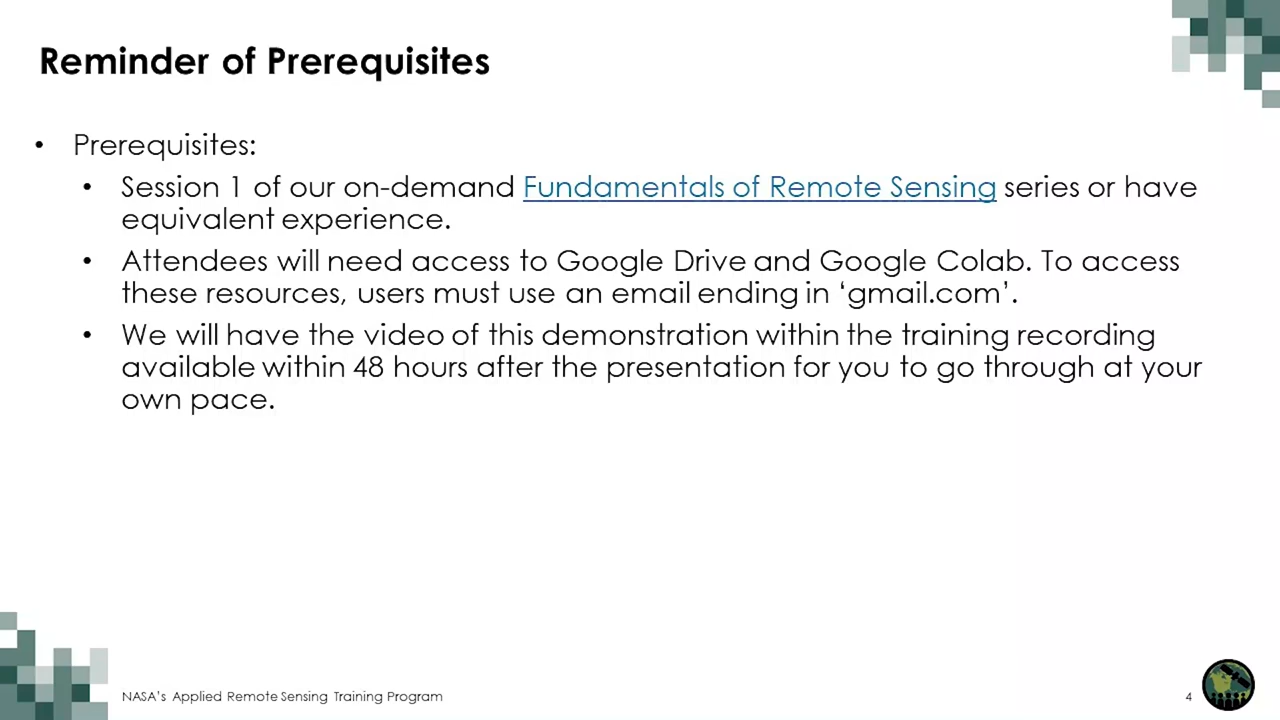 Reminder of Prerequisites
• Prerequisites:
• Session 1 of our on-demand Fundamentals of Remote Sensing series or have
equivalent experience.
• Attendees will need access to Google Drive and Google Colab. To access
these resources, users must use an email ending in ‘gmail.com’.
• We will have the video of this demonstration within the training recording
available within 48 hours after the presentation for you to go through at your
own pace.
NASA’s Applied Remote Sensing Training Program
4